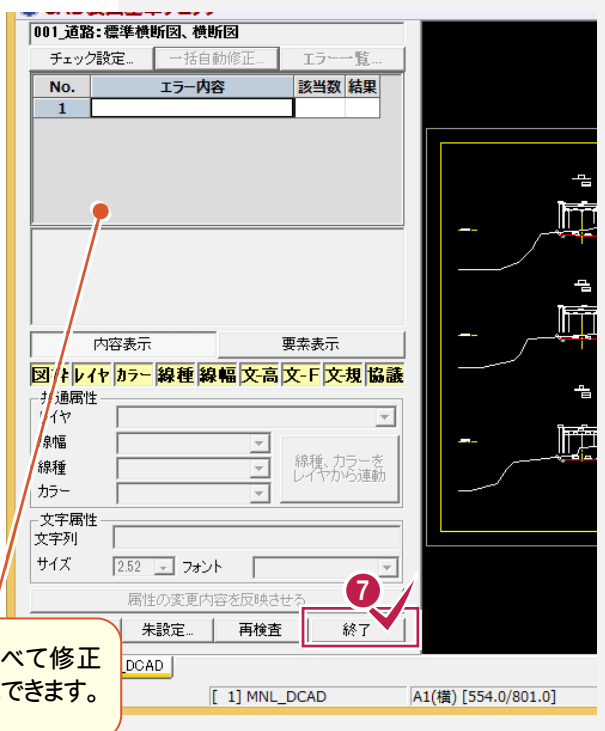 001_道路：標準横断図、横断図
チェック設定... 一括自動修正... エラー一覧...
No. エラー内容 該当数 結果
1
内容表示 要素表示
図枠 レイヤ カラー 線種 線幅 文高 文-F 文規 協議
共通属性
レイヤ
線幅
線種
カラー
線種、カラーを
レイヤから連動
文字属性
文字列
サイズ 2.52 フォント
属性の変更内容を反映させる
7
朱設定... 再検査 終了
べて修正
できます。
_DCAD
[ 1] MNL_DCAD A1(横) [554.0/801.0]